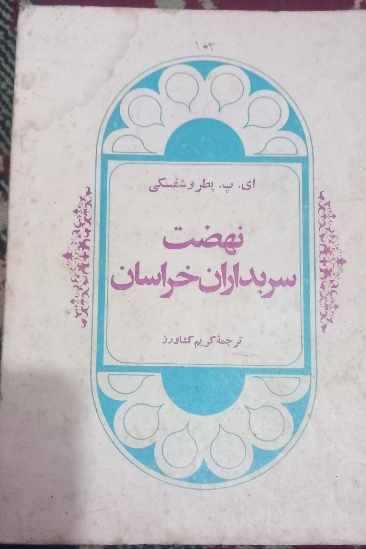 ۱۰۳
ای. پ. پطروشفسکی
نهضت
سربداران خراسان
ترجمهٔ کریم کشاورز